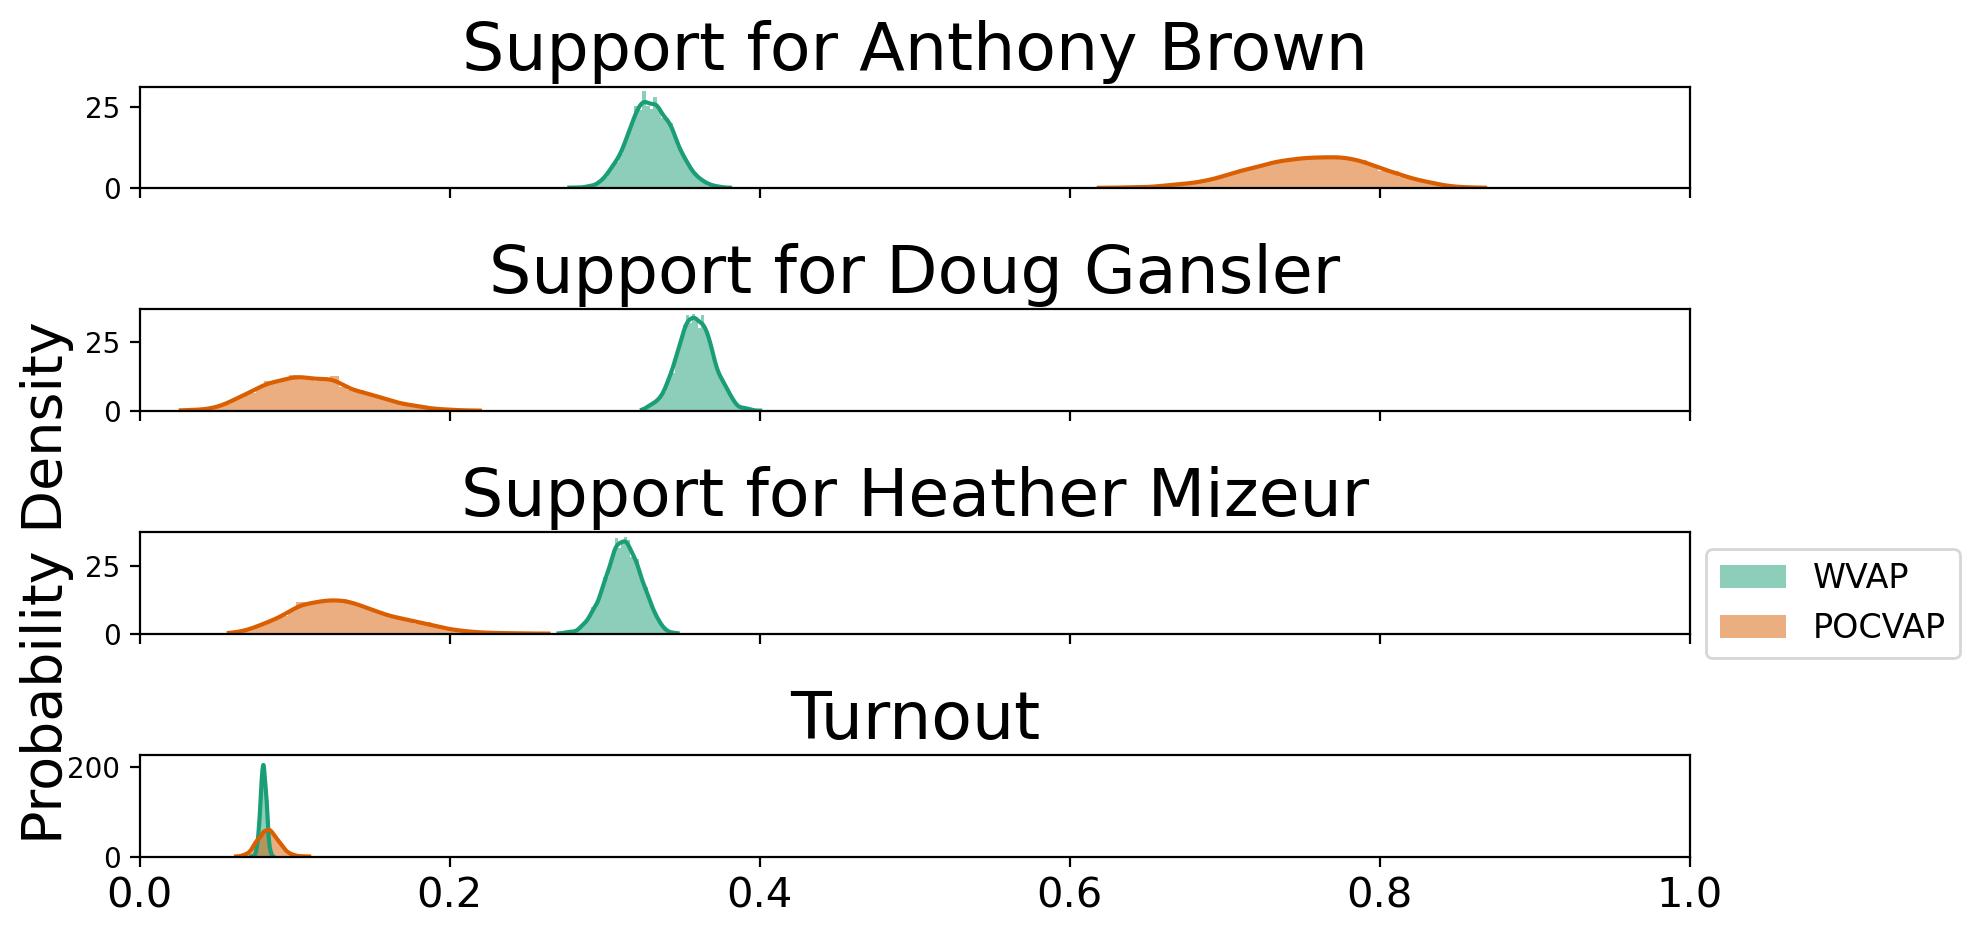 Support for Anthony Brown
25
0
Support for Doug Gansler
25
0
Support for Heather Mizeur
25
0
Turnout
200
0
0.0 0.2 0.4 0.6 0.8 1.0
Probability Density
WVAP
POCVAP